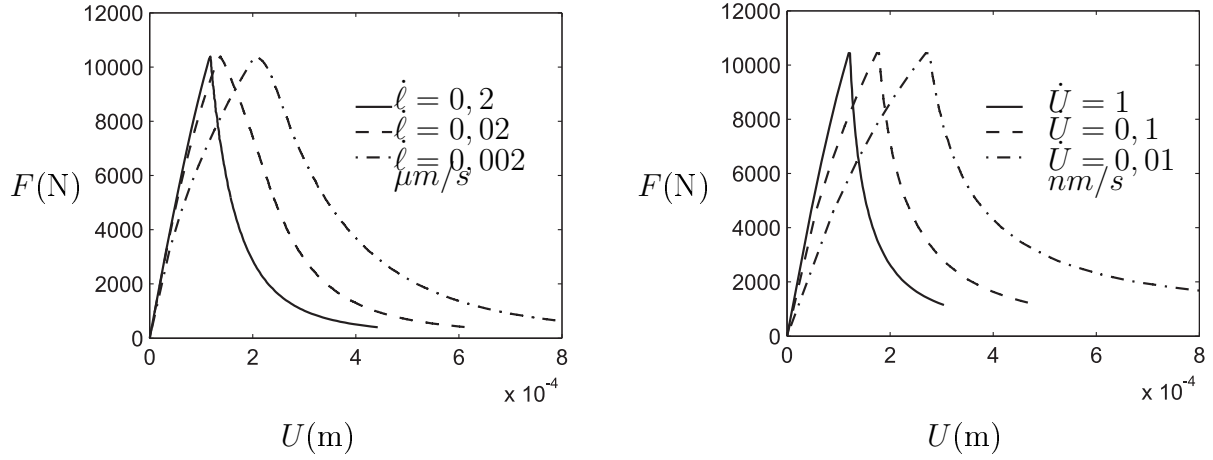 12000
10000
8000
6000
4000
2000
0
F(N)
ℓ̇ = 0, 2
ℓ̇ = 0, 02
ℓ̇ = 0, 002
μm/s
0 2 4 6 8
x 10⁻⁴
U(m)
12000
10000
8000
6000
4000
2000
0
F(N)
U̇ = 1
U̇ = 0, 1
U̇ = 0, 01
nm/s
0 2 4 6 8
x 10⁻⁴
U(m)